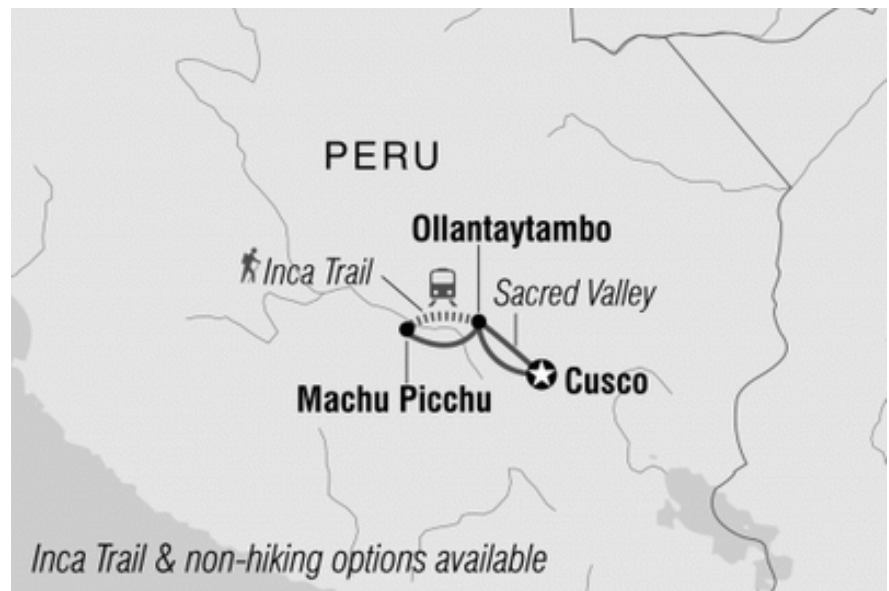 PERU
Ollantaytambo
Inca Trail
Sacred Valley
Machu Picchu
Cusco
Inca Trail & non-hiking options available